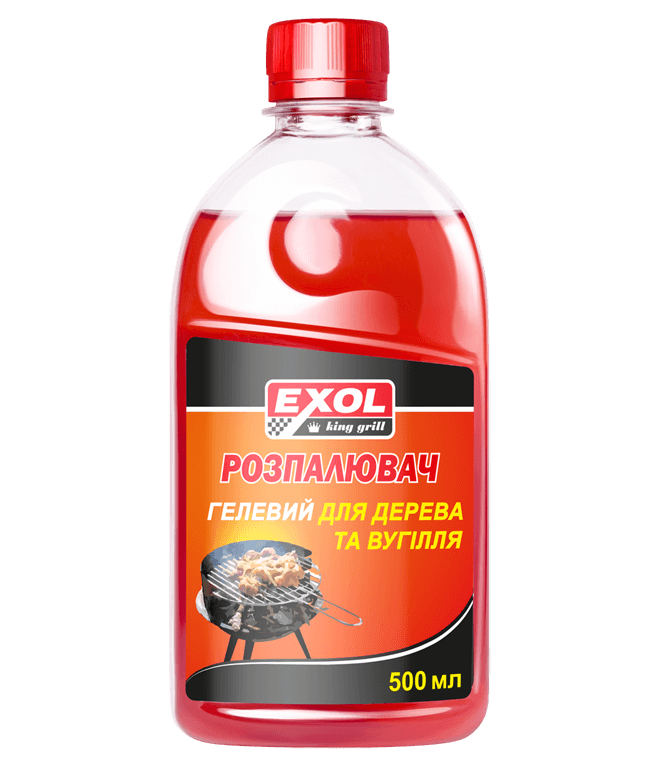 EXOL
king grill
РОЗПАЛЮВАЧ
ГЕЛЕВИЙ ДЛЯ ДЕРЕВА
ТА ВУГІЛЛЯ
500 мл